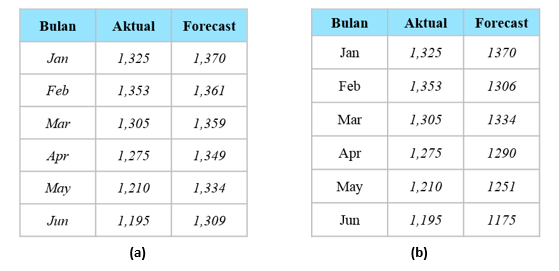 Bulan Aktual Forecast
Jan 1,325 1,370
Feb 1,353 1,361
Mar 1,305 1,359
Apr 1,275 1,349
May 1,210 1,334
Jun 1,195 1,309
(a)
Bulan Aktual Forecast
Jan 1,325 1370
Feb 1,353 1306
Mar 1,305 1334
Apr 1,275 1290
May 1,210 1251
Jun 1,195 1175
(b)